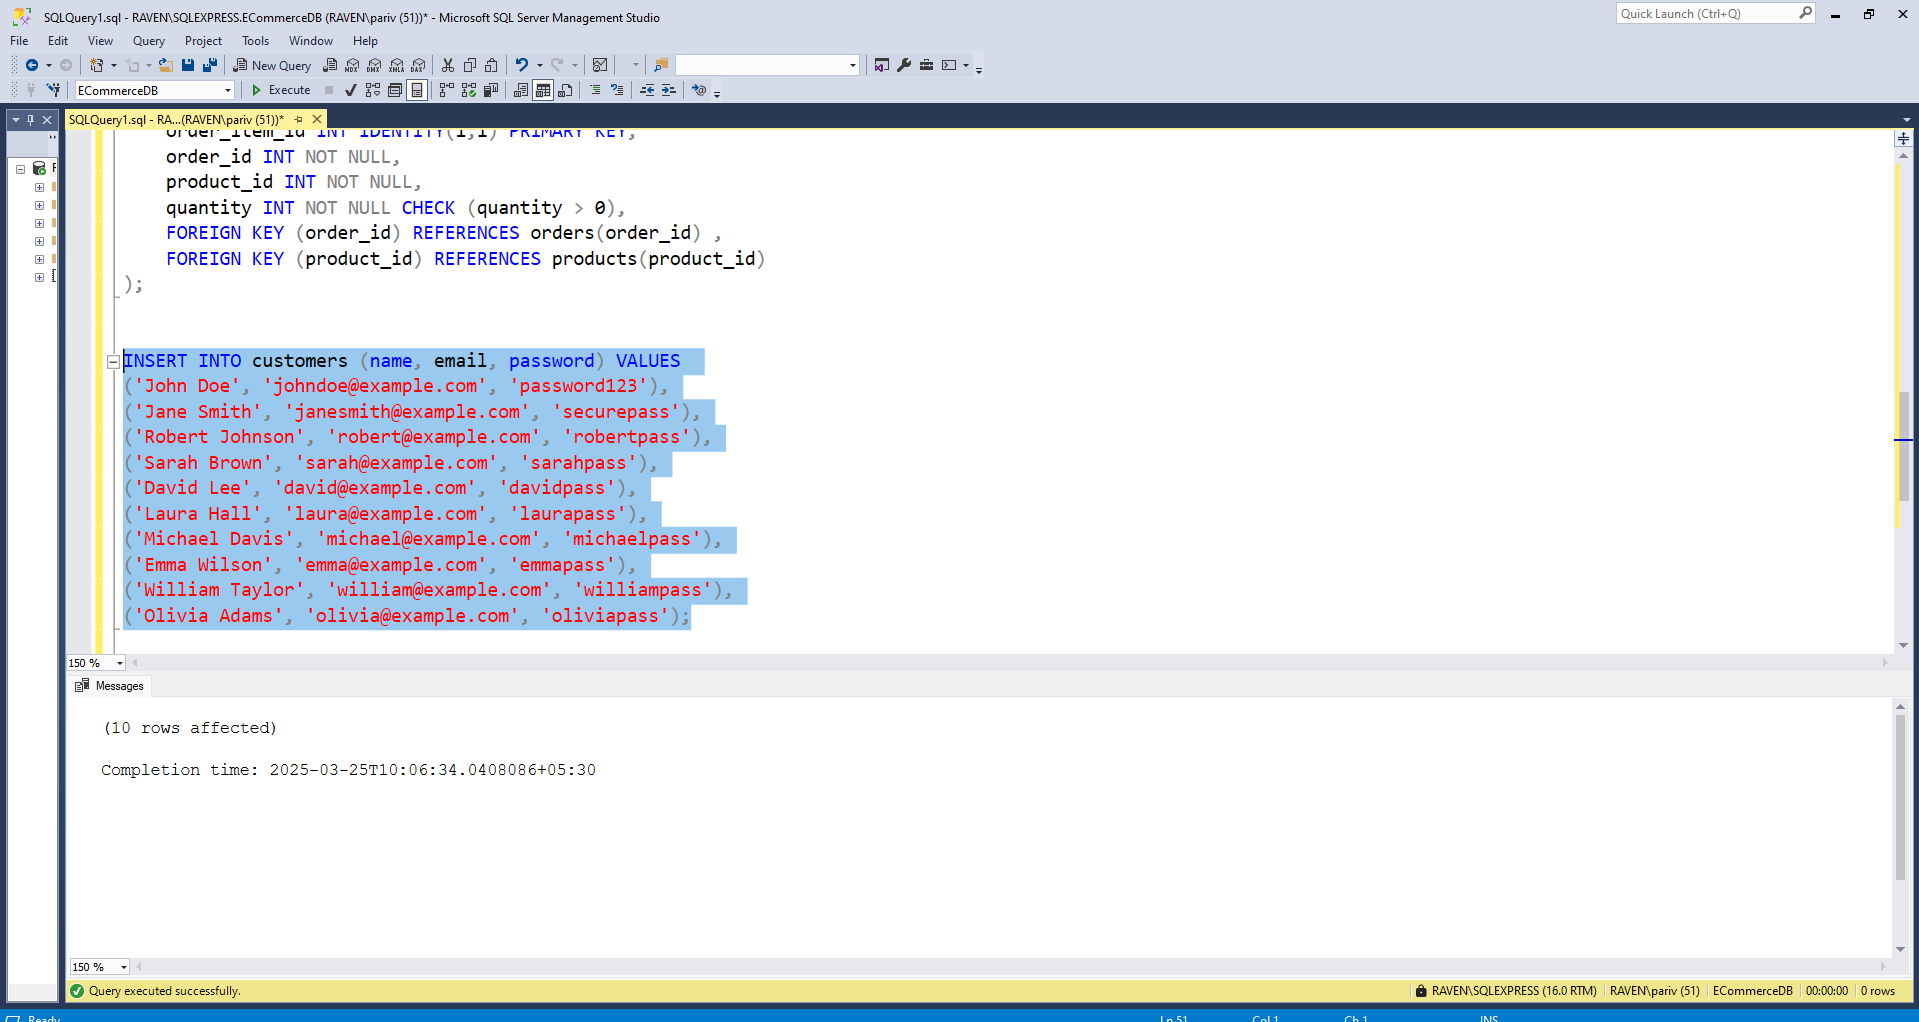 SQLQuery1.sql - RAVEN\SQLEXPRESS.ECommerceDB (RAVEN\pariv (51))* - Microsoft SQL Server Management Studio
Quick Launch (Ctrl+Q)
File Edit View Query Project Tools Window Help
New Query
MDX DMX XMLA DAX
ECommerceDB
Execute
SQLQuery1.sql - RA...(RAVEN\pariv (51))*
order_item_id INT IDENTITY(1,1) PRIMARY KEY,
order_id INT NOT NULL,
product_id INT NOT NULL,
quantity INT NOT NULL CHECK (quantity > 0),
FOREIGN KEY (order_id) REFERENCES orders(order_id) ,
FOREIGN KEY (product_id) REFERENCES products(product_id)
);
INSERT INTO customers (name, email, password) VALUES
('John Doe', 'johndoe@example.com', 'password123'),
('Jane Smith', 'janesmith@example.com', 'securepass'),
('Robert Johnson', 'robert@example.com', 'robertpass'),
('Sarah Brown', 'sarah@example.com', 'sarahpass'),
('David Lee', 'david@example.com', 'davidpass'),
('Laura Hall', 'laura@example.com', 'laurapass'),
('Michael Davis', 'michael@example.com', 'michaelpass'),
('Emma Wilson', 'emma@example.com', 'emmapass'),
('William Taylor', 'william@example.com', 'williampass'),
('Olivia Adams', 'olivia@example.com', 'oliviapass');
150 %
Messages
(10 rows affected)
Completion time: 2025-03-25T10:06:34.0408086+05:30
150 %
Query executed successfully.
RAVEN\SQLEXPRESS (16.0 RTM) RAVEN\pariv (51) ECommerceDB 00:00:00 0 rows
Ready Ln 51 Col 1 Ch 1 INS